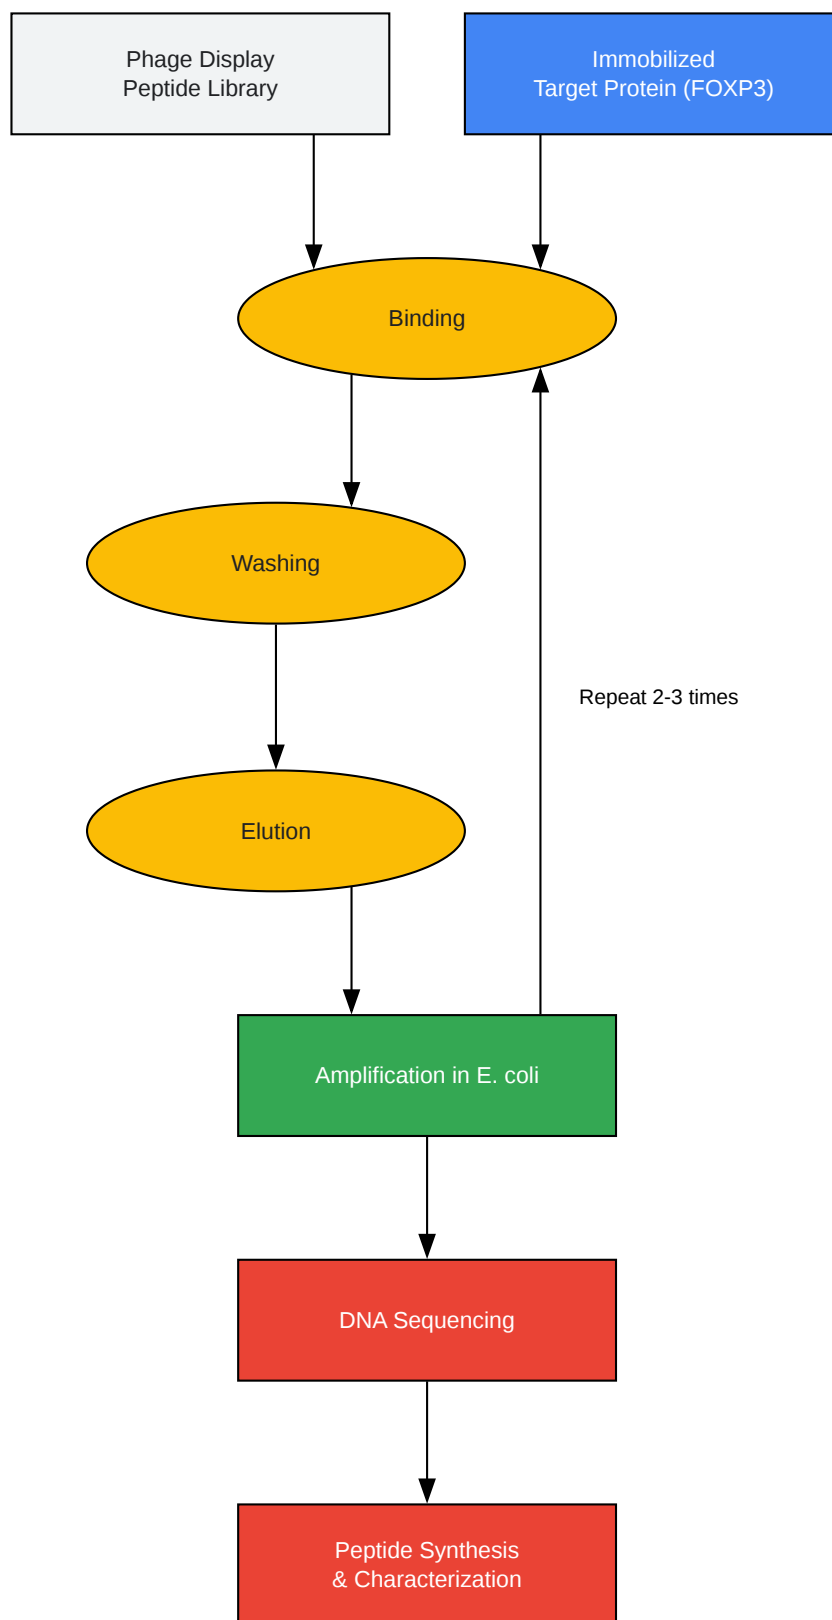 Phage Display
Peptide Library
Immobilized
Target Protein (FOXP3)
Binding
Washing
Repeat 2-3 times
Elution
Amplification in E. coli
DNA Sequencing
Peptide Synthesis
& Characterization